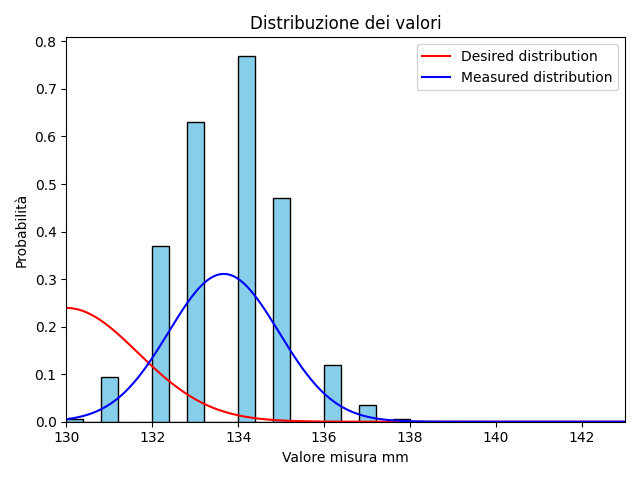 Distribuzione dei valori
Desired distribution
Measured distribution
Probabilità
0.8
0.7
0.6
0.5
0.4
0.3
0.2
0.1
0.0
130 132 134 136 138 140 142
Valore misura mm